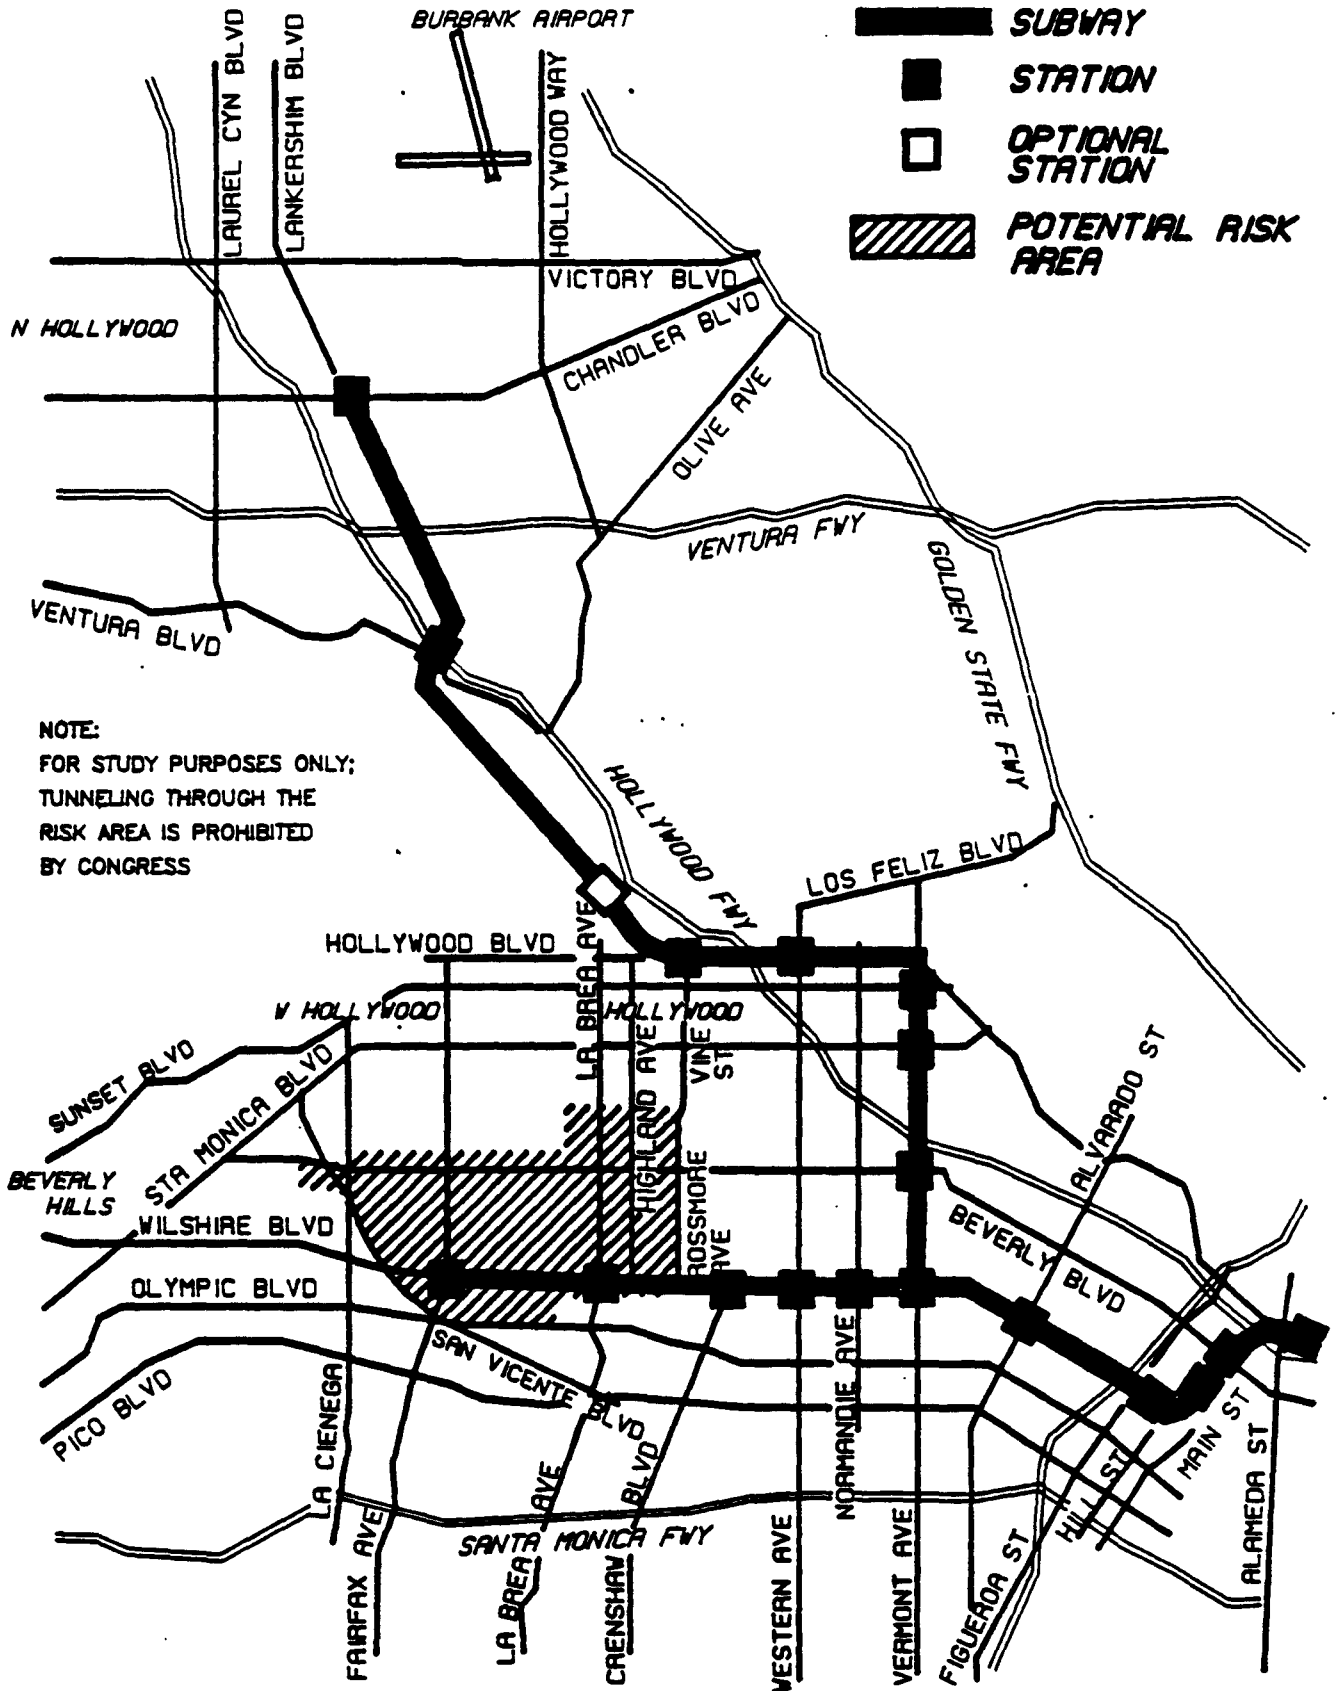 BURBANK AIRPORT
SUBWAY
STATION
OPTIONAL
STATION
POTENTIAL RISK
AREA
LAUREL CYN BLVD
LANKERSHIM BLVD
HOLLYWOOD WAY
VICTORY BLVD
N HOLLYWOOD
CHANDLER BLVD
OLIVE AVE
VENTURA FWY
GOLDEN STATE FWY
VENTURA BLVD
NOTE:
FOR STUDY PURPOSES ONLY;
TUNNELING THROUGH THE
RISK AREA IS PROHIBITED
BY CONGRESS
HOLLYWOOD FWY
LOS FELIZ BLVD
HOLLYWOOD BLVD
LA BREA AVE
W HOLLYWOOD
HOLLYWOOD
SUNSET BLVD
STA MONICA BLVD
HIGHLAND AVE
VINE
ST
ALVARADO ST
BEVERLY
HILLS
ROSSMORE
AVE
WILSHIRE BLVD
BEVERLY BLVD
OLYMPIC BLVD
SAN VICENTE BLVD
PICO BLVD
LA CIENEGA
NORMANDIE AVE
MAIN ST
HILL ST
ALAMEDA ST
SANTA MONICA FWY
FAIRFAX AVE
LA BREA AVE
CRENSHAW BLVD
WESTERN AVE
VERMONT AVE
FIGUEROA ST